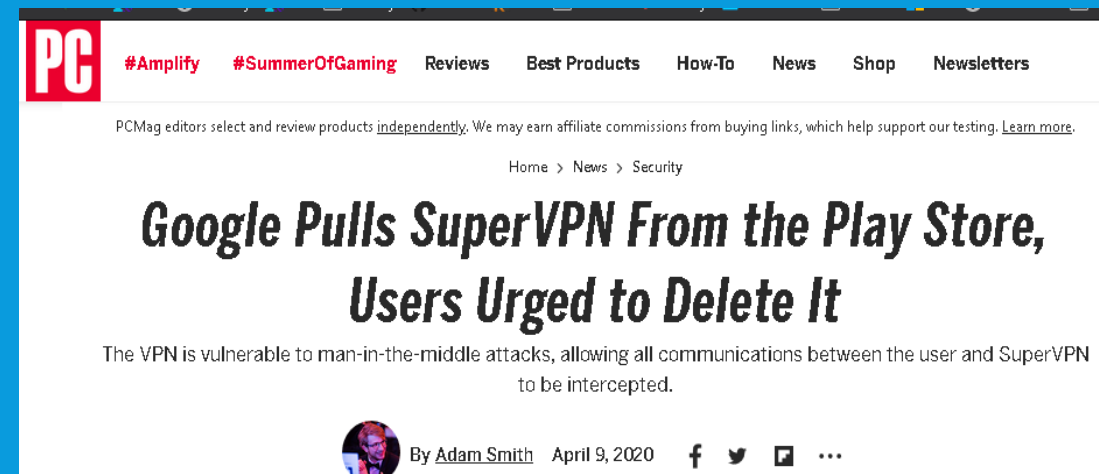 PC
#Amplify #SummerOfGaming Reviews Best Products How-To News Shop Newsletters
PCMag editors select and review products independently. We may earn affiliate commissions from buying links, which help support our testing. Learn more.
Home > News > Security
Google Pulls SuperVPN From the Play Store,
Users Urged to Delete It
The VPN is vulnerable to man-in-the-middle attacks, allowing all communications between the user and SuperVPN
to be intercepted.
By Adam Smith April 9, 2020